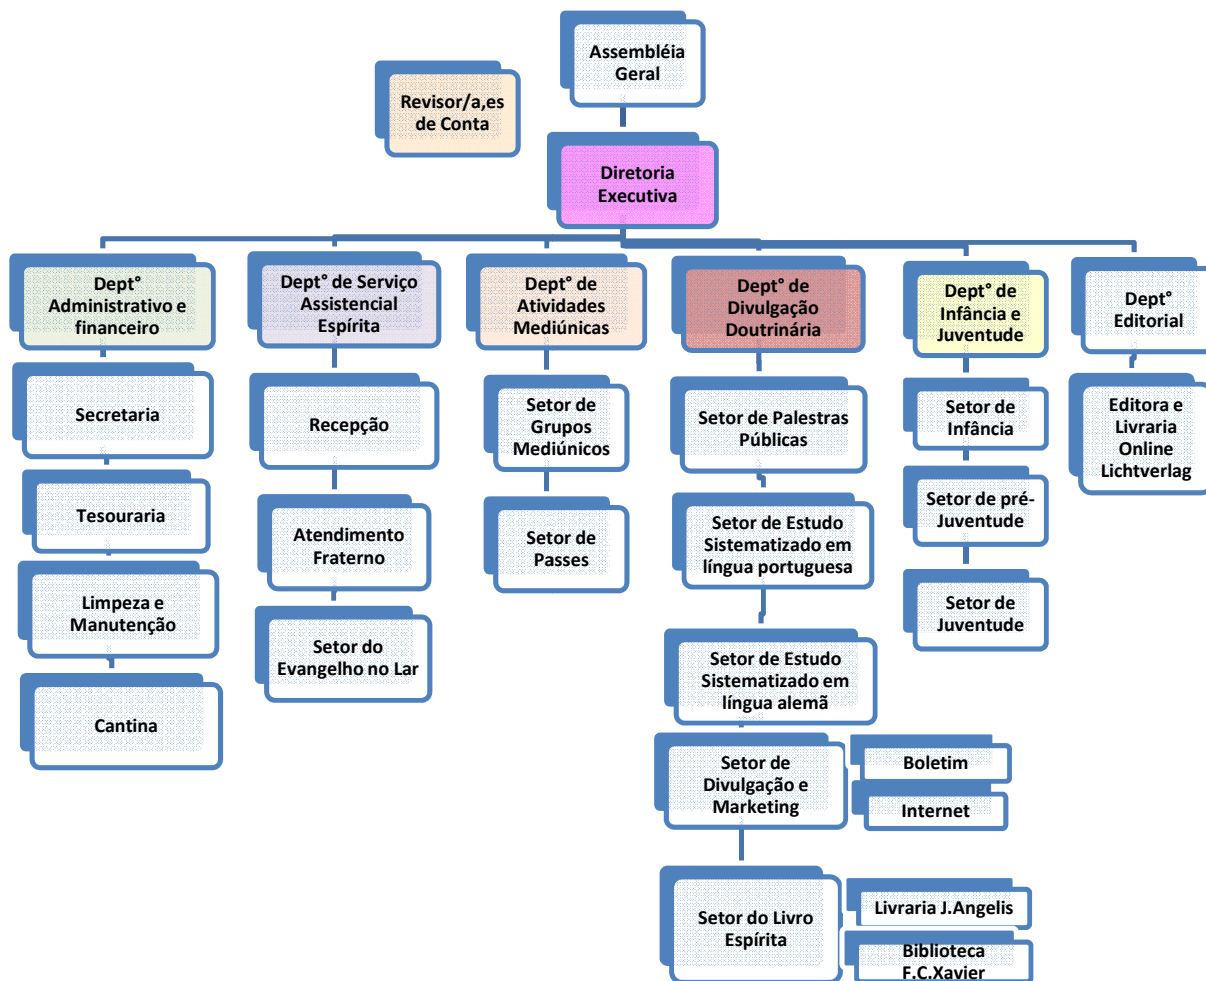 Assembléia
Geral
Revisor/a,es
de Conta
Diretoria
Executiva
Dept° 
Administrativo e
financeiro
Secretaria
Tesouraria
Limpeza e
Manutenção
Cantina
Dept° de Serviço
Assistencial
Espírita
Recepção
Atendimento
Fraterno
Setor do
Evangelho no Lar
Dept° de
Atividades
Mediúnicas
Setor de
Grupos
Mediúnicos
Setor de
Passes
Dept° de
Divulgação
Doutrinária
Setor de Palestras
Públicas
Setor de Estudo
Sistematizado em
língua portuguesa
Setor de Estudo
Sistematizado em
língua alemã
Setor de
Divulgação e
Marketing
Boletim
Internet
Setor do Livro
Espírita
Livraria J.Angelis
Biblioteca
F.C.Xavier
Dept° de
Infância e
Juventude
Setor de
Infância
Setor de pré-
Juventude
Setor de
Juventude
Dept°
Editorial
Editora e
Livraria
Online
Lichtverlag